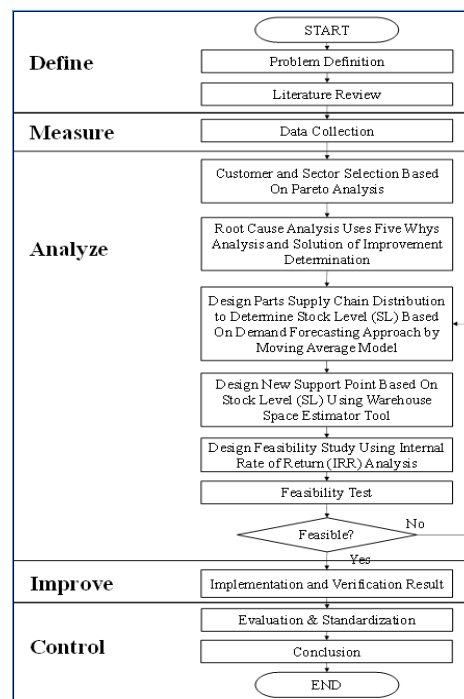 START
Define
Problem Definition
Literature Review
Measure
Data Collection
Customer and Sector Selection Based
On Pareto Analysis
Analyze
Root Cause Analysis Uses Five Whys
Analysis and Solution of Improvement
Determination
Design Parts Supply Chain Distribution
to Determine Stock Level (SL) Based
On Demand Forecasting Approach by
Moving Average Model
Design New Support Point Based On
Stock Level (SL) Using Warehouse
Space Estimator Tool
Design Feasibility Study Using Internal
Rate of Return (IRR) Analysis
Feasibility Test
Feasible?
No
Yes
Improve
Implementation and Verification Result
Control
Evaluation & Standardization
Conclusion
END